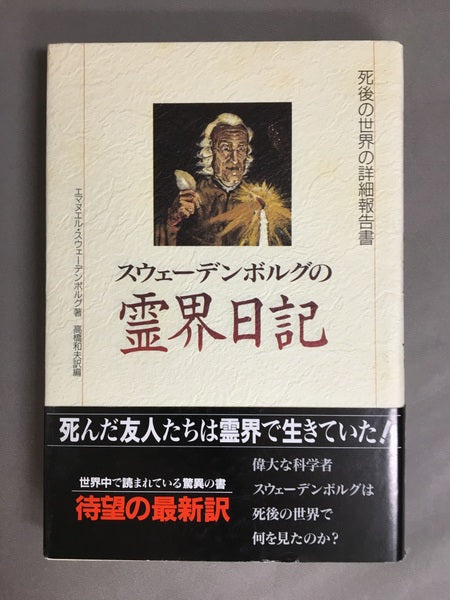 死後の世界の詳細報告書
スウェーデンボルグの
霊界日記
エマヌエル・スウェーデンボルグ著 高橋和夫訳編
死んだ友人たちは霊界で生きていた!
世界中で読まれている驚異の書
待望の最新訳
偉大な科学者
スウェーデンボルグは
死後の世界で
何を見たのか?